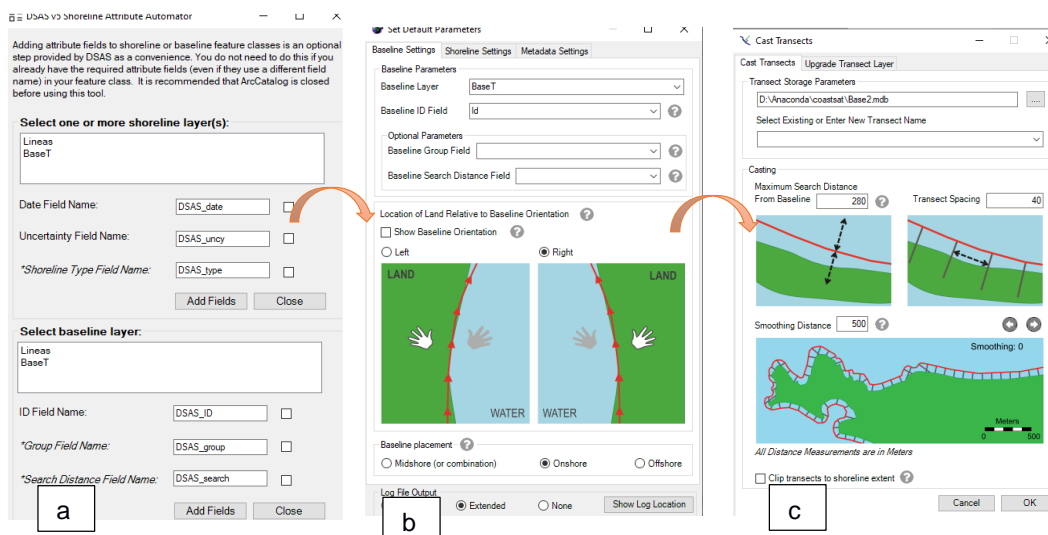 DSAS v5 Shoreline Attribute Automator
Adding attribute fields to shoreline or baseline feature classes is an optional
step provided by DSAS as a convenience. You do not need to do this if you
already have the required attribute fields (even if they use a different field
name) in your feature class. It is recommended that ArcCatalog is closed
before using this tool.
Select one or more shoreline layer(s):
Lineas
BaseT
Date Field Name:
DSAS_date
Uncertainty Field Name:
DSAS_uncy
*Shoreline Type Field Name:
DSAS_type
Add Fields
Close
Select baseline layer:
Lineas
BaseT
ID Field Name:
DSAS_ID
*Group Field Name:
DSAS_group
*Search Distance Field Name:
DSAS_search
a
Add Fields
Close
Set Default Parameters
Baseline Settings
Shoreline Settings
Metadata Settings
Baseline Parameters
Baseline Layer
BaseT
Baseline ID Field
Id
Optional Parameters
Baseline Group Field
Baseline Search Distance Field
Location of Land Relative to Baseline Orientation
Show Baseline Orientation
Left
Right
LAND
LAND
WATER
WATER
Baseline placement
Midshore (or combination)
Onshore
Offshore
Log File Output
Extended
None
Show Log Location
b
Cast Transects
Cast Transects
Upgrade Transect Layer
Transect Storage Parameters
D:\Anaconda\coastsat\Base2.mdb
....
Select Existing or Enter New Transect Name
Casting
Maximum Search Distance
From Baseline
280
Transect Spacing
40
Smoothing Distance
500
Smoothing: 0
Meters
0 500
All Distance Measurements are in Meters
Clip transects to shoreline extent
c
Cancel
OK